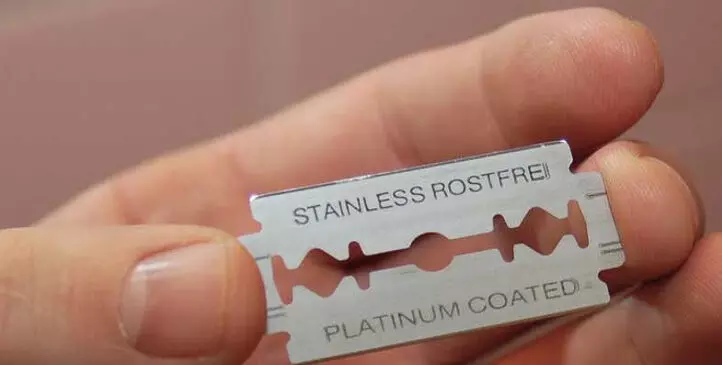 STAINLESS ROSTFREI
PLATINUM COATED